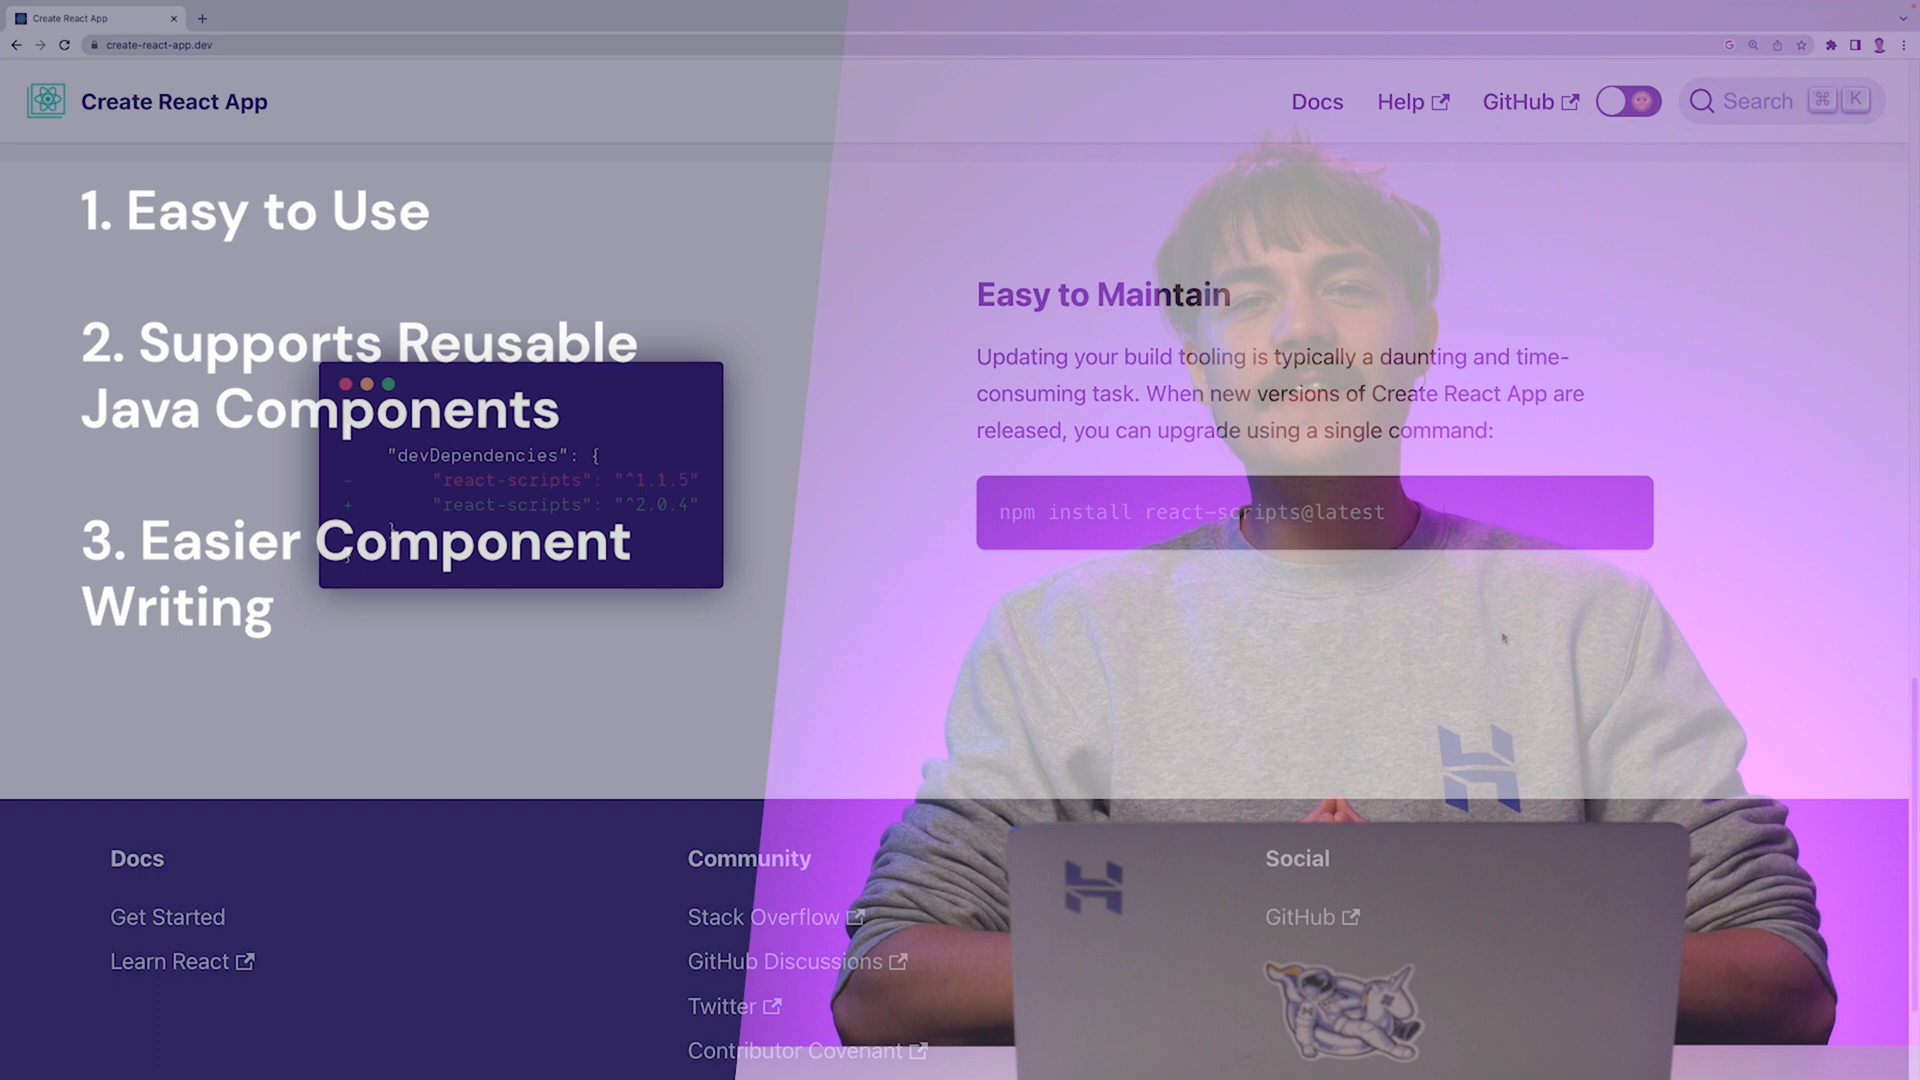 Create React App
create-react-app.dev
Create React App
Docs
Help
GitHub
Search
⌘ K
1. Easy to Use
2. Supports Reusable
Java Components
3. Easier Component
Writing
"devDependencies": {
- "react-scripts": "^1.1.5"
+ "react-scripts": "^2.0.4"
}
}
Easy to Maintain
Updating your build tooling is typically a daunting and time-
consuming task. When new versions of Create React App are
released, you can upgrade using a single command:
npm install react-scripts@latest
Docs
Get Started
Learn React
Community
Stack Overflow
GitHub Discussions
Twitter
Contributor Covenant
Social
GitHub